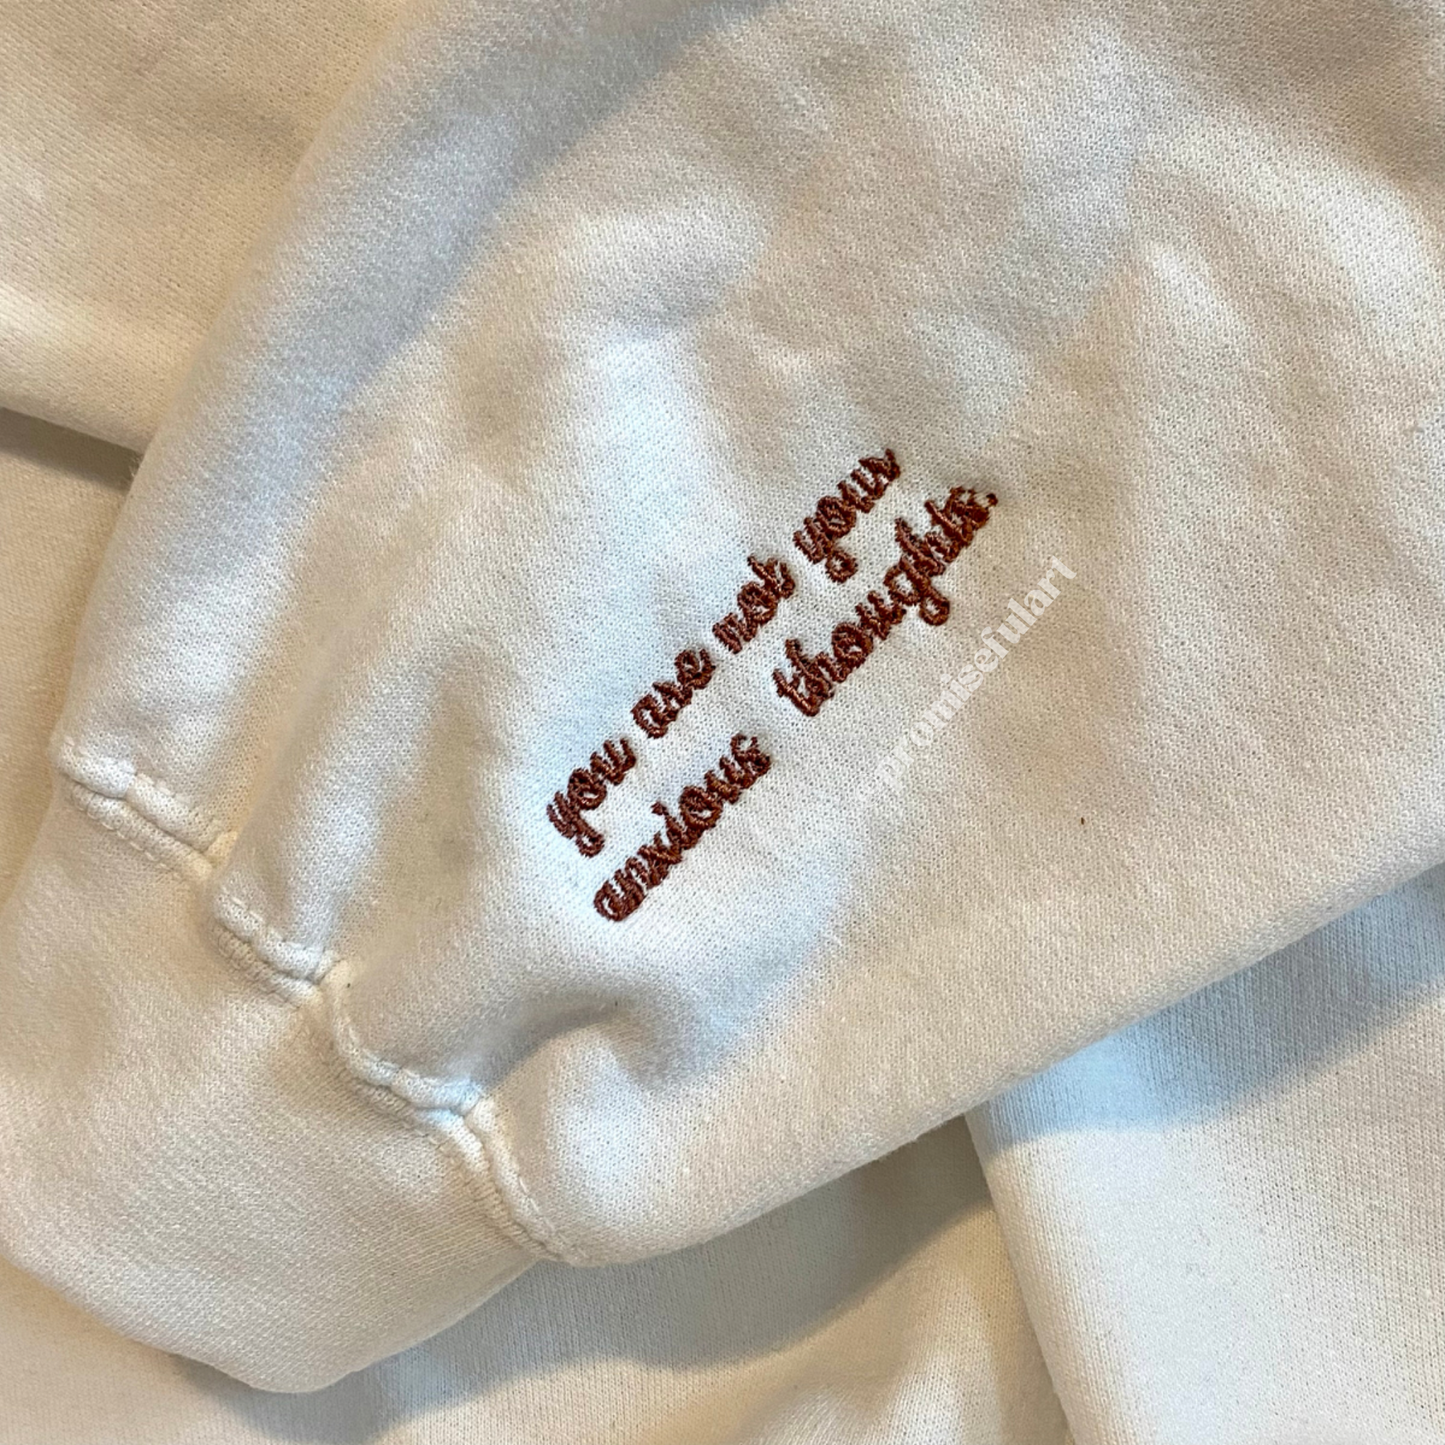 you are not your
anxious thoughts.
promisefulart